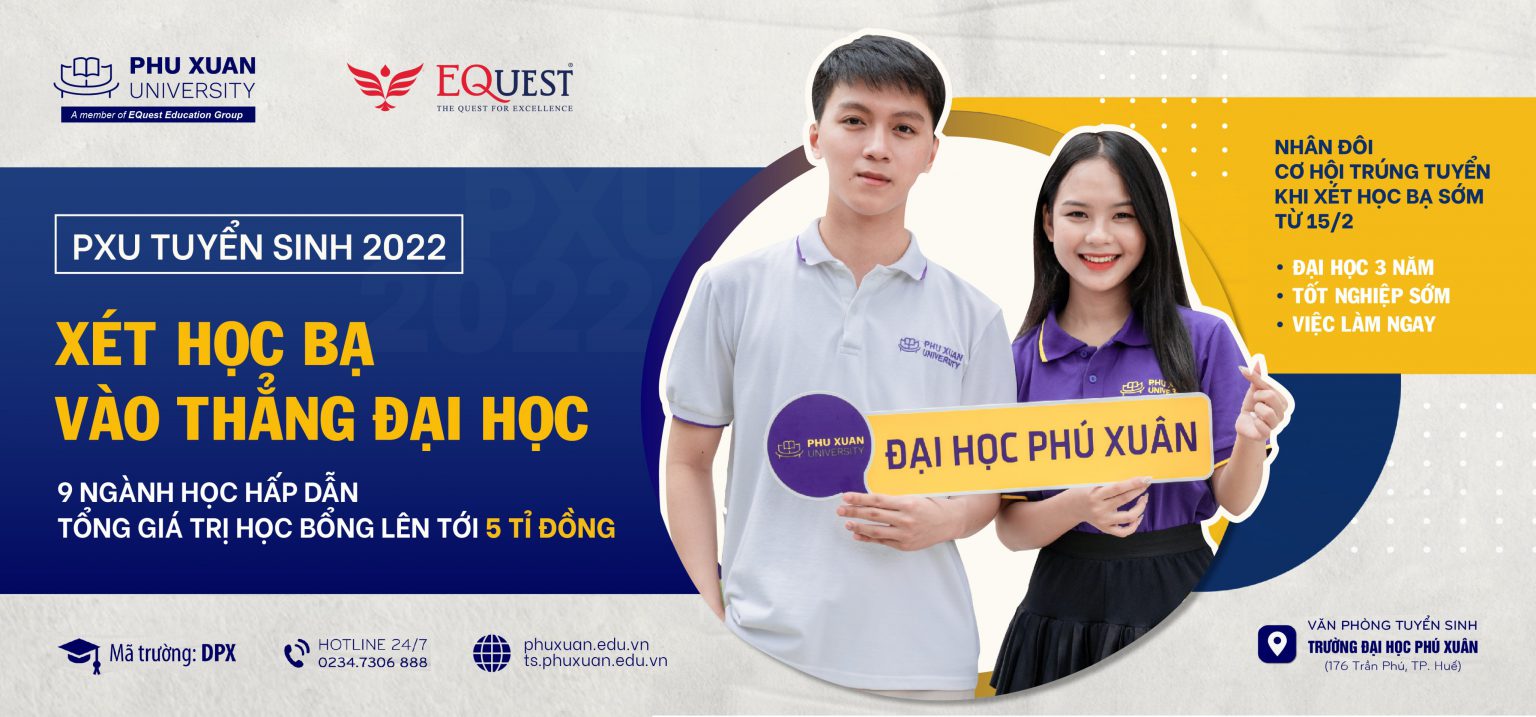 PHU XUAN
UNIVERSITY
A member of EQuest Education Group
EQUEST®
THE QUEST FOR EXCELLENCE
PXU
2022
PXU TUYỂN SINH 2022
XÉT HỌC BẠ
VÀO THẲNG ĐẠI HỌC
9 NGÀNH HỌC HẤP DẪN
TỔNG GIÁ TRỊ HỌC BỔNG LÊN TỚI 5 TỈ ĐỒNG
NHÂN ĐÔI
CƠ HỘI TRÚNG TUYỂN
KHI XÉT HỌC BẠ SỚM
TỪ 15/2
• ĐẠI HỌC 3 NĂM
• TỐT NGHIỆP SỚM
• VIỆC LÀM NGAY
PHU XUAN
UNIVERSITY
PHU
UNIVE
PHU XUAN
UNIVERSITY
ĐẠI HỌC PHÚ XUÂN
Mã trường: DPX
HOTLINE 24/7
0234.7306 888
phuxuan.edu.vn
ts.phuxuan.edu.vn
VĂN PHÒNG TUYỂN SINH
TRƯỜNG ĐẠI HỌC PHÚ XUÂN
(176 Trần Phú, TP. Huế)